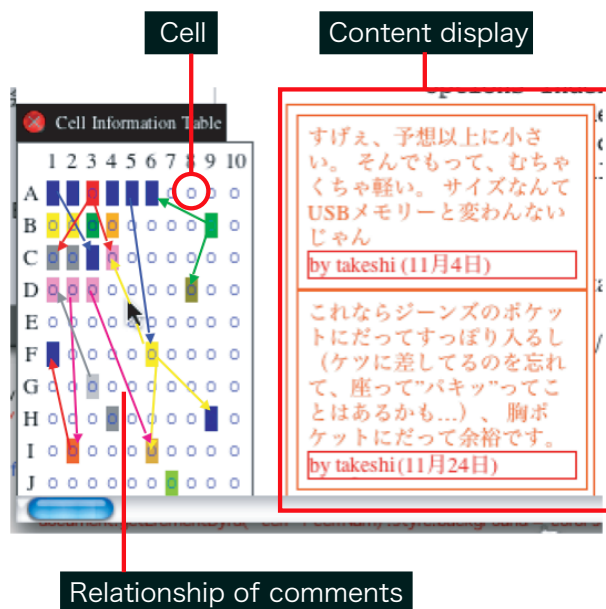 Cell
Content display
Cell Information Table
1 2 3 4 5 6 7 8 9 10
A
B
C
D
E
F
G
H
I
J
すげぇ、予想以上に小さ
い。 そんでもって、むちゃ
くちゃ軽い。 サイズなんて
USBメモリーと変わんない
じゃん
by takeshi (11月4日)
これならジーンズのポケッ
トにだってすっぽり入るし
（ケツに差してるのを忘れ
て、座って"パキッ"ってこ
とはあるかも...）、 胸ポ
ケットにだって余裕です。
by takeshi (11月24日)
Relationship of comments